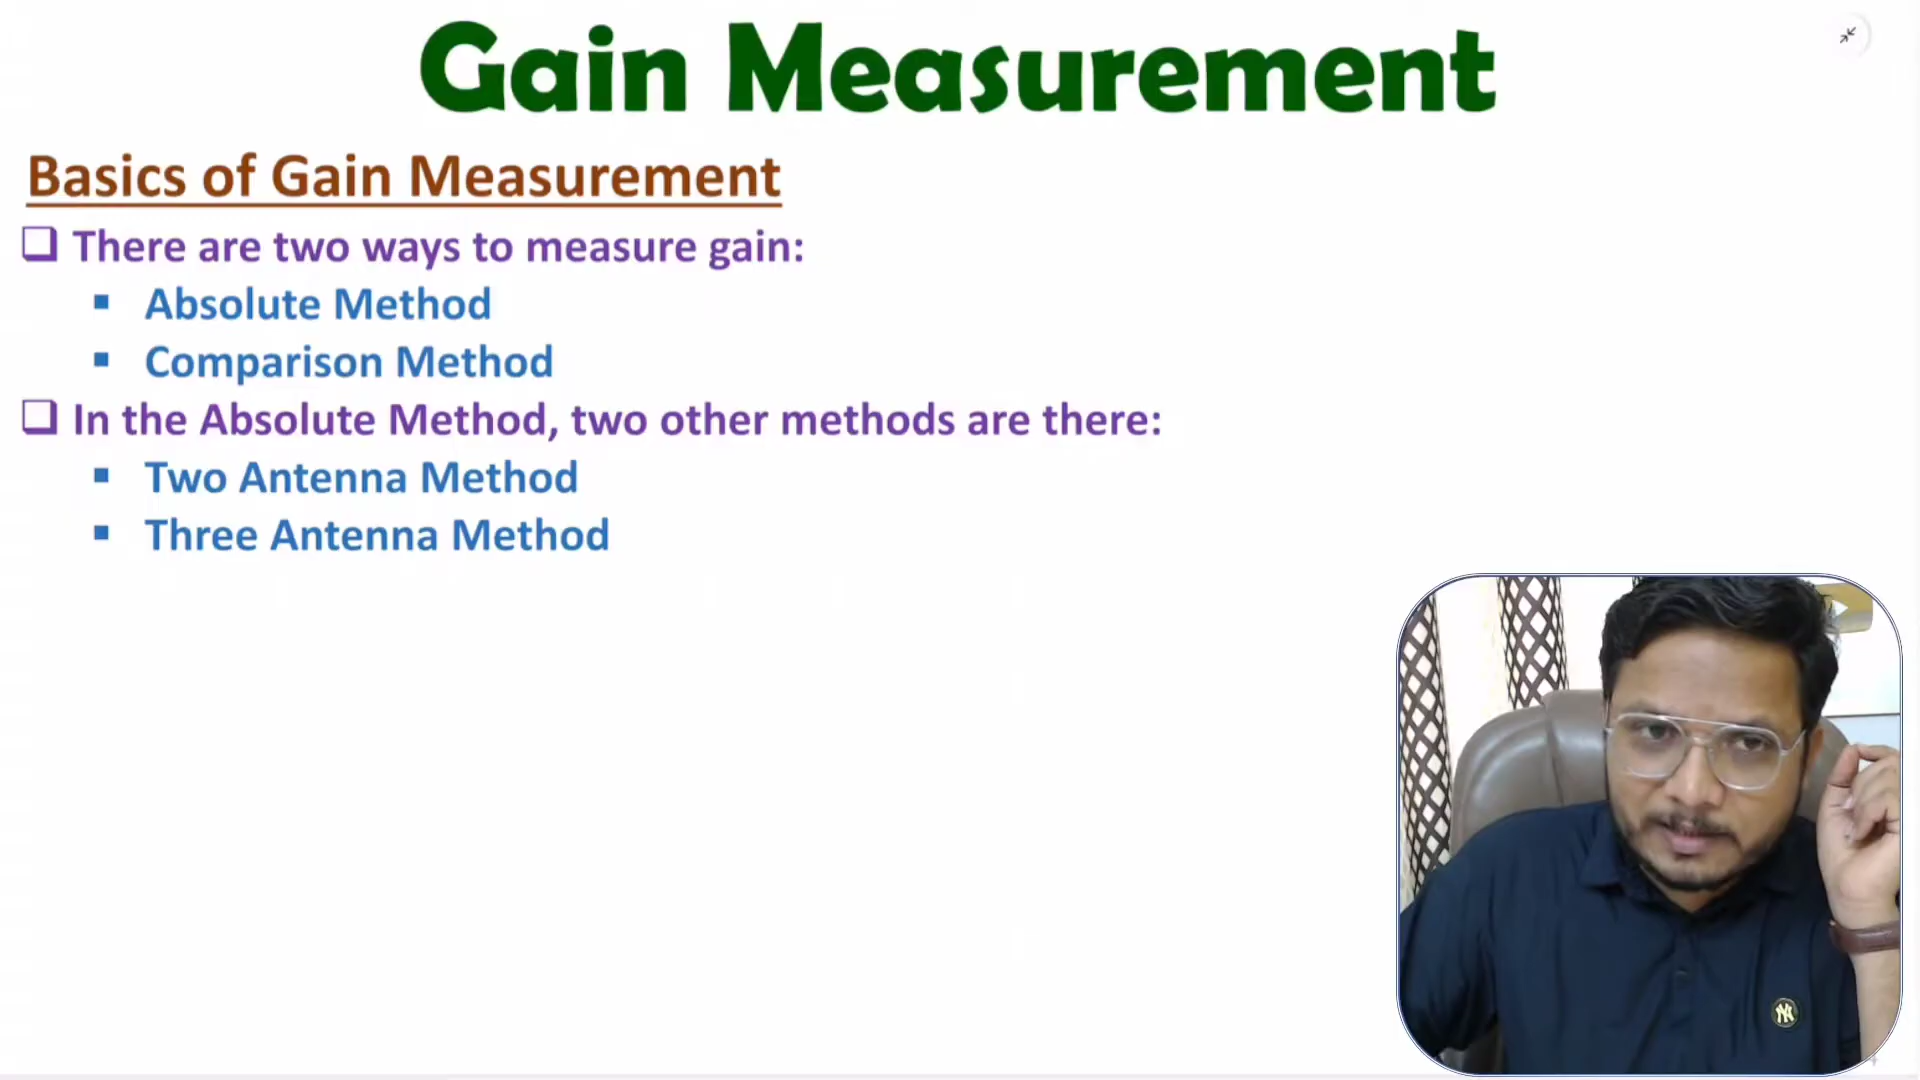 Gain Measurement
Basics of Gain Measurement
There are two ways to measure gain:
Absolute Method
Comparison Method
In the Absolute Method, two other methods are there:
Two Antenna Method
Three Antenna Method